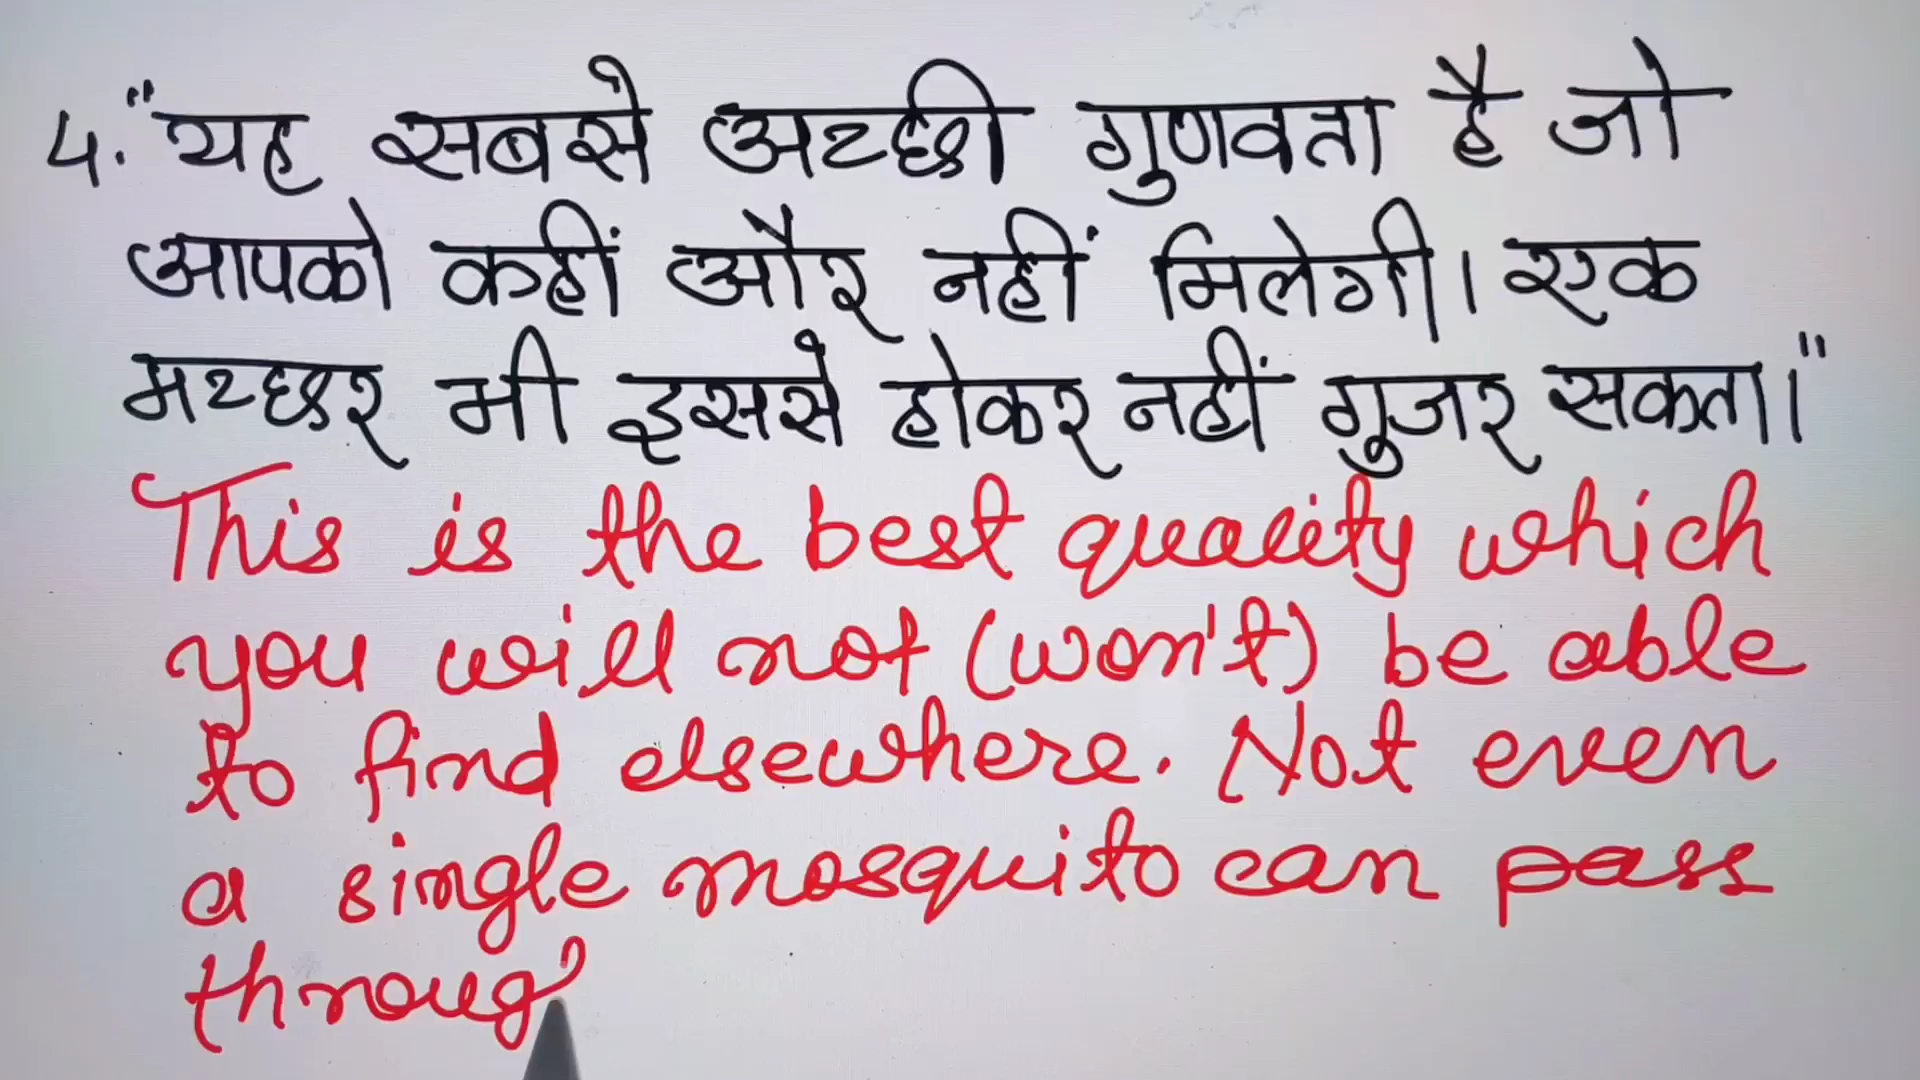 4. "यह सबसे अच्छी गुणवता है जो
आपको कहीं और नहीं मिलेगी। एक
मच्छर भी इससे होकर नहीं गुजर सकता।"
This is the best quality which
you will not (won't) be able
to find elsewhere. Not even
a single mosquito can pass
throug